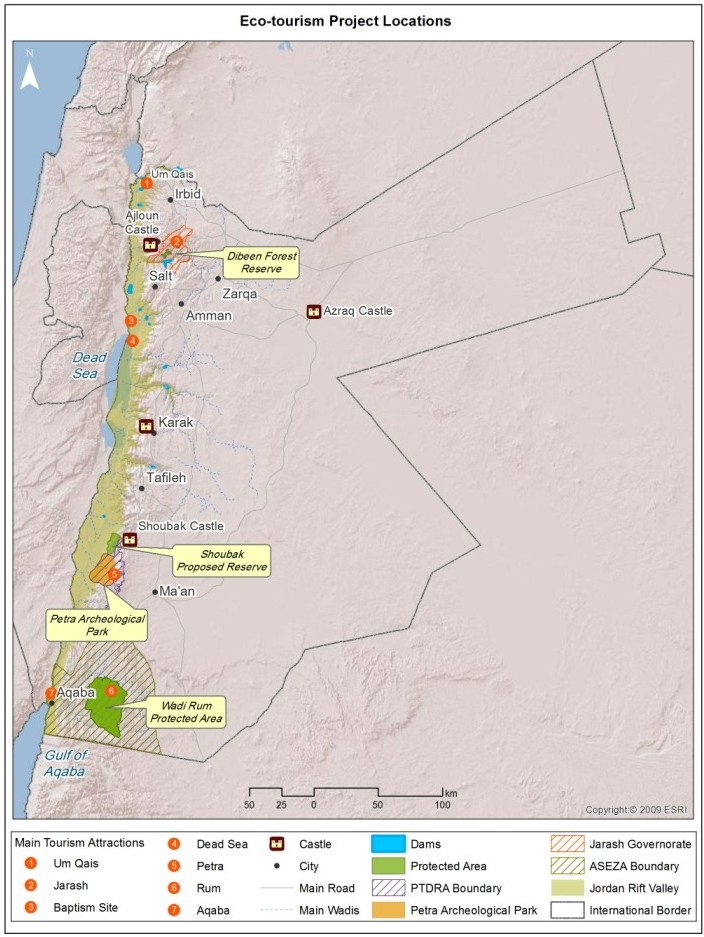 Eco-tourism Project Locations
N
Um Qais
1
Irbid
Ajloun
Castle
2
Dibeen Forest
Reserve
Salt
Zarqa
Amman
Azraq Castle
3
4
Dead
Sea
Karak
Tafileh
Shoubak Castle
Shoubak
Proposed Reserve
5
Ma'an
Petra Archeological
Park
6
7 Aqaba
Wadi Rum
Protected Area
Gulf of
Aqaba
50 25 0 50 100
km
Copyright © 2009 ESRI
Main Tourism Attractions
1 Um Qais
2 Jarash
3 Baptism Site
4 Dead Sea
5 Petra
6 Rum
7 Aqaba
Castle
City
Main Road
Main Wadis
Dams
Protected Area
PTDRA Boundary
Petra Archeological Park
Jarash Governorate
ASEZA Boundary
Jordan Rift Valley
International Border